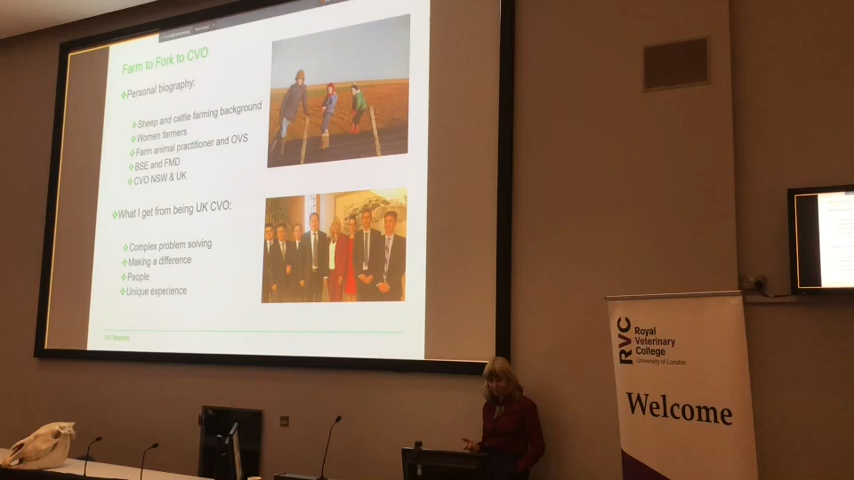 Farm to Fork to CVO
❖Personal biography:
❖Sheep and cattle farming background
❖Women farmers
❖Farm animal practitioner and OVS
❖BSE and FMD
❖CVO NSW & UK
❖What I get from being UK CVO:
❖Complex problem solving
❖Making a difference
❖People
❖Unique experience
RVC
Royal
Veterinary
College
University of London
Welcome